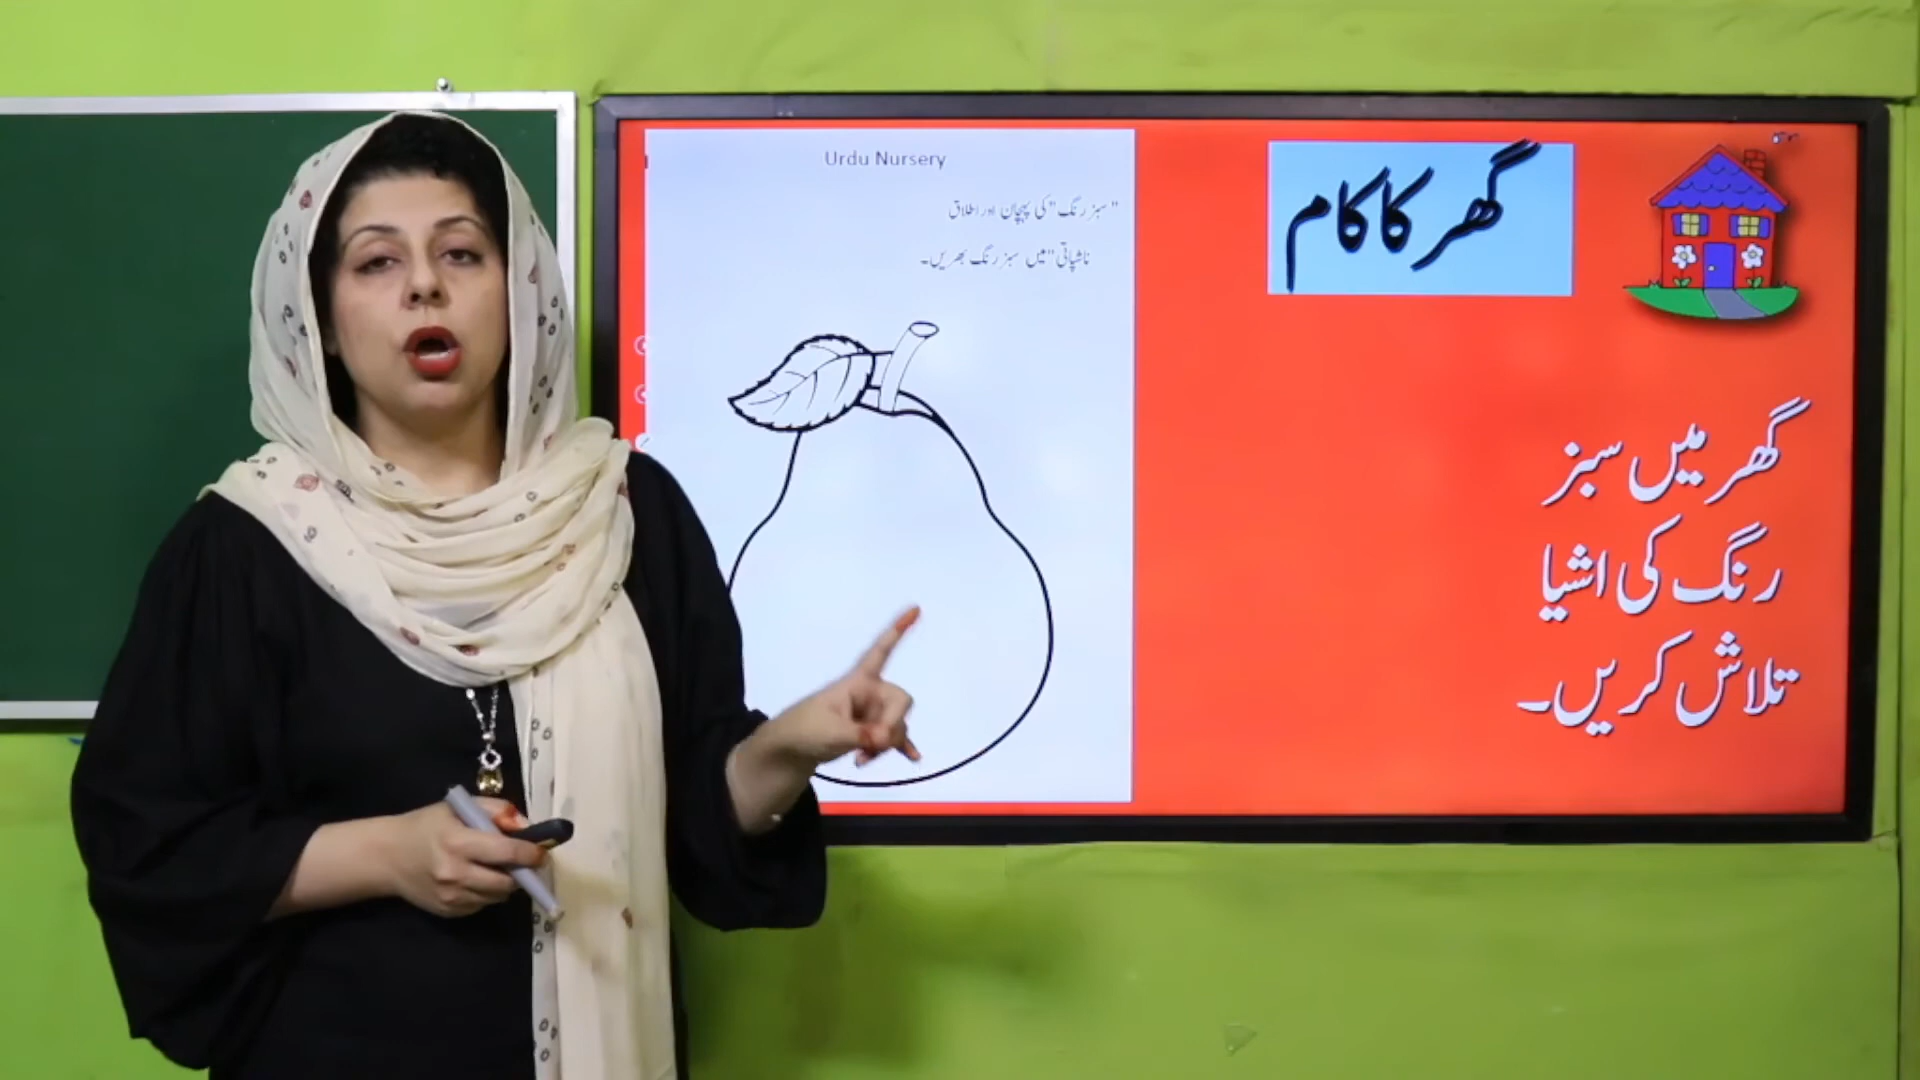 Urdu Nursery
"سبز رنگ" کی پہچان اور اطلاق
ناشپاتی" میں سبز رنگ بھریں۔
گھر کا کام
گھر میں سبز
رنگ کی اشیا
تلاش کریں۔